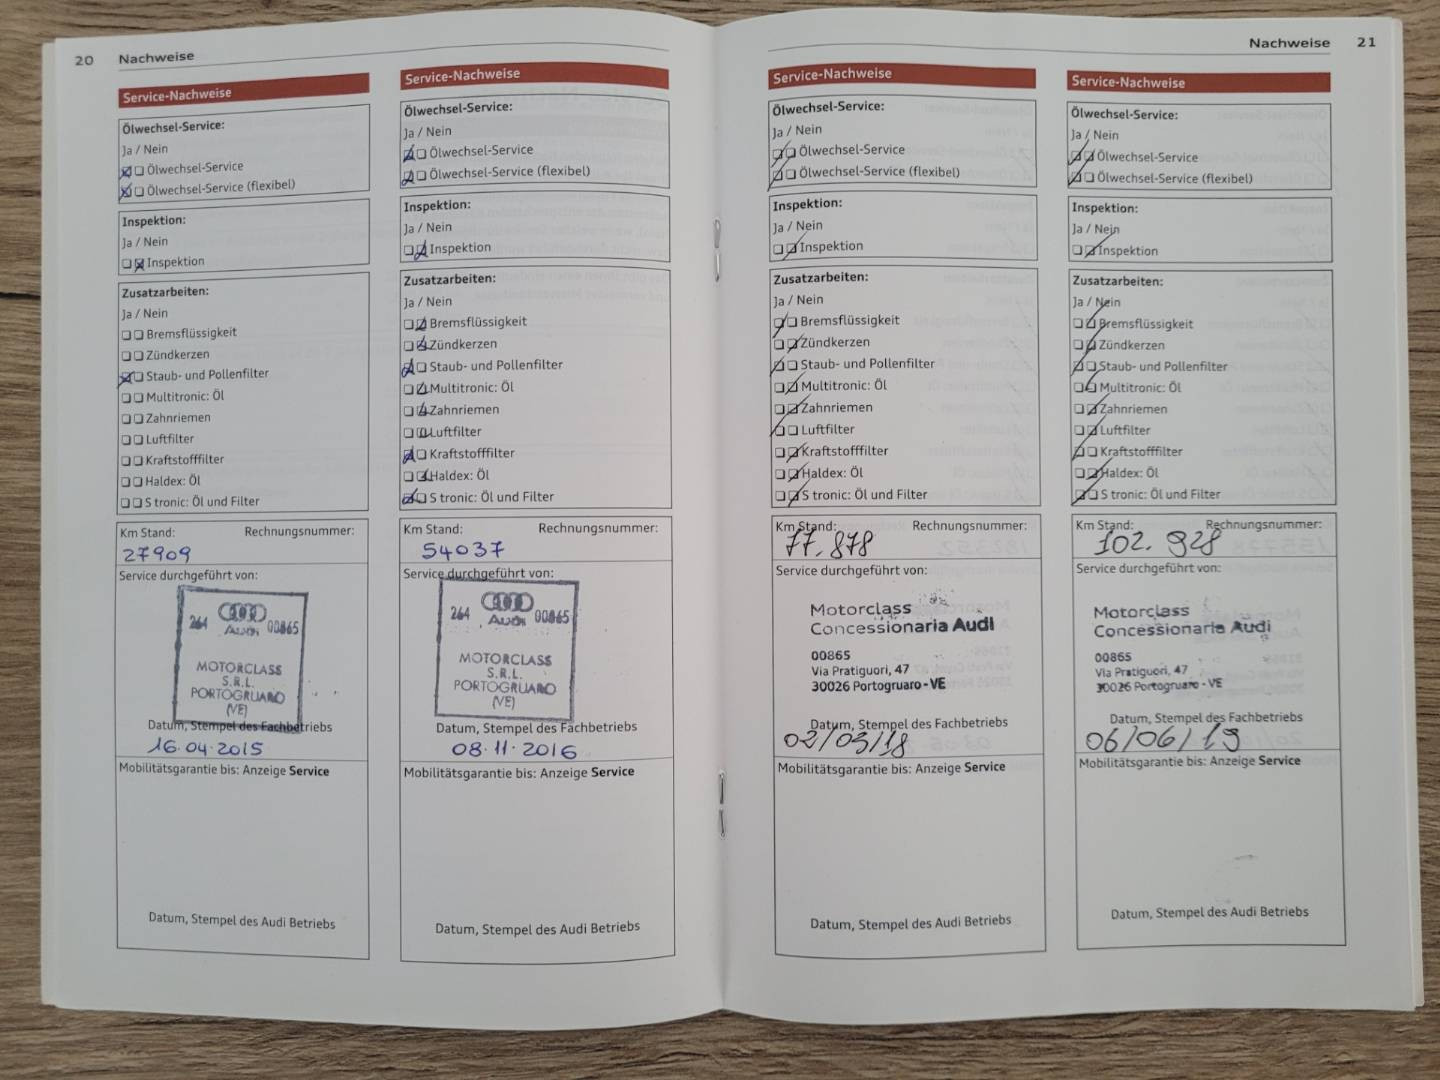 20 Nachweise
Service-Nachweise
Ölwechsel-Service:
Ja / Nein
Ölwechsel-Service
Ölwechsel-Service (flexibel)
Inspektion:
Ja / Nein
Inspektion
Zusatzarbeiten:
Ja / Nein
Bremsflüssigkeit
Zündkerzen
Staub- und Pollenfilter
Multitronic: Öl
Zahnriemen
Luftfilter
Kraftstofffilter
Haldex: Öl
S tronic: Öl und Filter
Km Stand: Rechnungsnummer:
27909
Service durchgeführt von:
264 Audi 00865
MOTORCLASS
S.R.L.
PORTOGRUARO
(VE)
Datum, Stempel des Fachbetriebs
16.04.2015
Mobilitätsgarantie bis: Anzeige Service
Datum, Stempel des Audi Betriebs
Service-Nachweise
Ölwechsel-Service:
Ja / Nein
Ölwechsel-Service
Ölwechsel-Service (flexibel)
Inspektion:
Ja / Nein
Inspektion
Zusatzarbeiten:
Ja / Nein
Bremsflüssigkeit
Zündkerzen
Staub- und Pollenfilter
Multitronic: Öl
Zahnriemen
Luftfilter
Kraftstofffilter
Haldex: Öl
S tronic: Öl und Filter
Km Stand: Rechnungsnummer:
54037
Service durchgeführt von:
264 Audi 00865
MOTORCLASS
S.R.L.
PORTOGRUARO
(VE)
Datum, Stempel des Fachbetriebs
08.11.2016
Mobilitätsgarantie bis: Anzeige Service
Datum, Stempel des Audi Betriebs
Nachweise 21
Service-Nachweise
Ölwechsel-Service:
Ja / Nein
Ölwechsel-Service
Ölwechsel-Service (flexibel)
Inspektion:
Ja / Nein
Inspektion
Zusatzarbeiten:
Ja / Nein
Bremsflüssigkeit
Zündkerzen
Staub- und Pollenfilter
Multitronic: Öl
Zahnriemen
Luftfilter
Kraftstofffilter
Haldex: Öl
S tronic: Öl und Filter
Km Stand: Rechnungsnummer:
77.878
Service durchgeführt von:
Motorclass
Concessionaria Audi
00865
Via Pratiguori, 47
30026 Portogruaro - VE
Datum, Stempel des Fachbetriebs
02/03/18
Mobilitätsgarantie bis: Anzeige Service
Datum, Stempel des Audi Betriebs
Service-Nachweise
Ölwechsel-Service:
Ja / Nein
Ölwechsel-Service
Ölwechsel-Service (flexibel)
Inspektion:
Ja / Nein
Inspektion
Zusatzarbeiten:
Ja / Nein
Bremsflüssigkeit
Zündkerzen
Staub- und Pollenfilter
Multitronic: Öl
Zahnriemen
Luftfilter
Kraftstofffilter
Haldex: Öl
S tronic: Öl und Filter
Km Stand: Rechnungsnummer:
102.928
Service durchgeführt von:
Motorclass
Concessionaria Audi
00865
Via Pratiguori, 47
30026 Portogruaro - VE
Datum, Stempel des Fachbetriebs
06/06/19
Mobilitätsgarantie bis: Anzeige Service
Datum, Stempel des Audi Betriebs